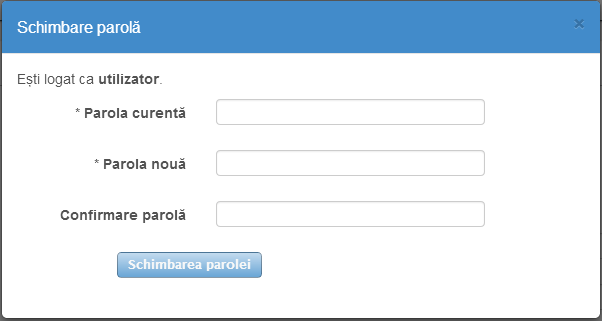 Schimbare parolă ×
Ești logat ca utilizator.
* Parola curentă
* Parola nouă
Confirmare parolă
Schimbarea parolei